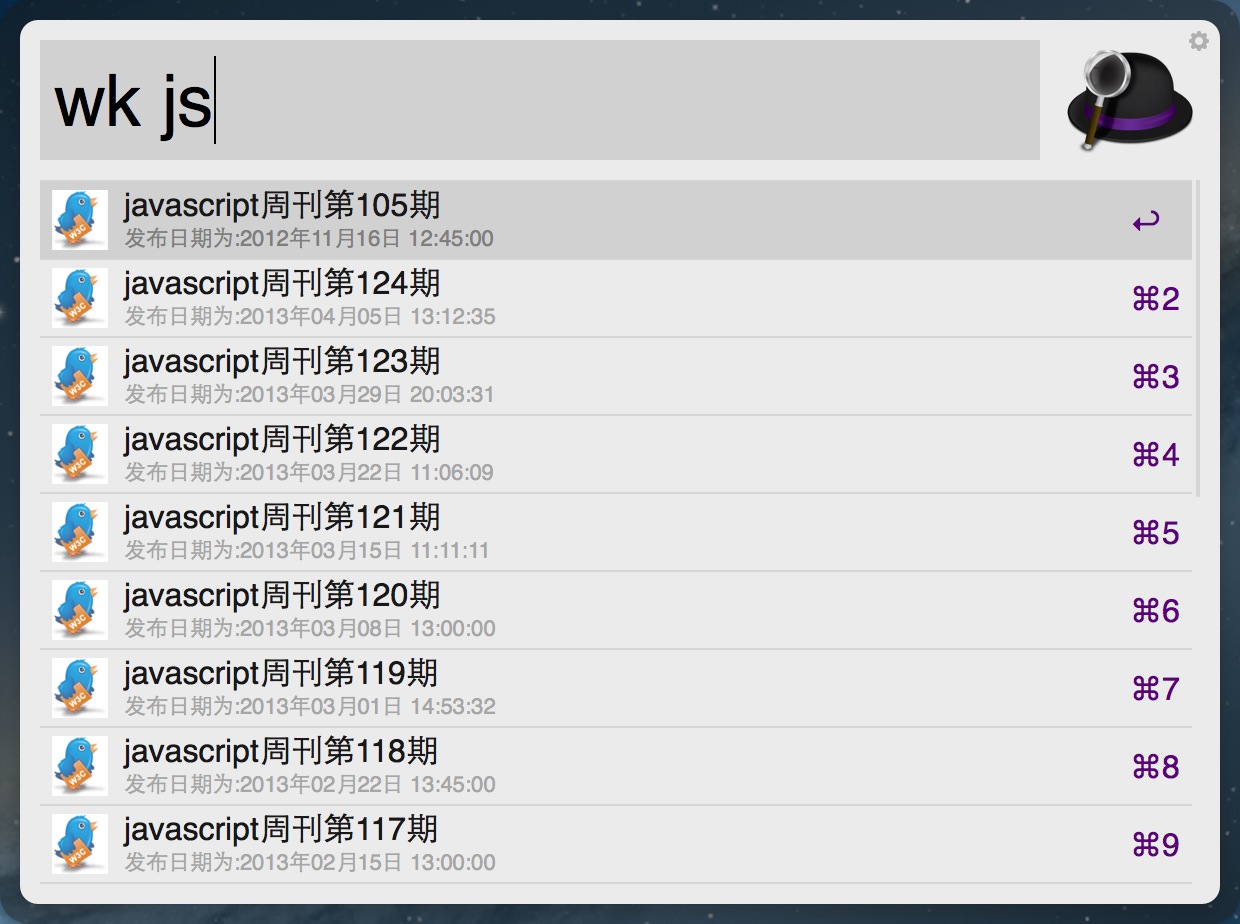 wk js
javascript周刊第105期
发布日期为:2012年11月16日 12:45:00
↩
javascript周刊第124期
发布日期为:2013年04月05日 13:12:35
⌘2
javascript周刊第123期
发布日期为:2013年03月29日 20:03:31
⌘3
javascript周刊第122期
发布日期为:2013年03月22日 11:06:09
⌘4
javascript周刊第121期
发布日期为:2013年03月15日 11:11:11
⌘5
javascript周刊第120期
发布日期为:2013年03月08日 13:00:00
⌘6
javascript周刊第119期
发布日期为:2013年03月01日 14:53:32
⌘7
javascript周刊第118期
发布日期为:2013年02月22日 13:45:00
⌘8
javascript周刊第117期
发布日期为:2013年02月15日 13:00:00
⌘9
W3C
W3C
W3C
W3C
W3C
W3C
W3C
W3C
W3C